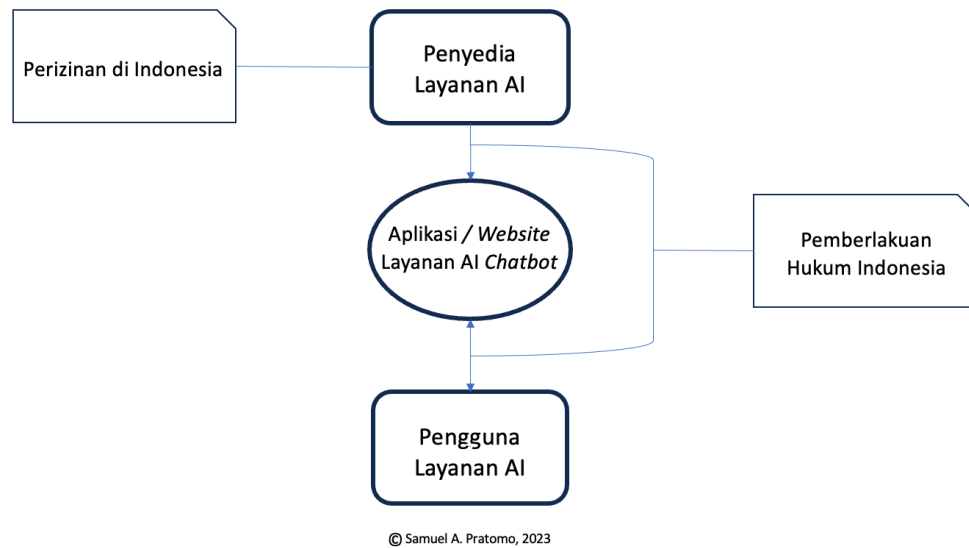 Perizinan di Indonesia
Penyedia
Layanan AI
Aplikasi / Website
Layanan AI Chatbot
Pemberlakuan
Hukum Indonesia
Pengguna
Layanan AI
© Samuel A. Pratomo, 2023